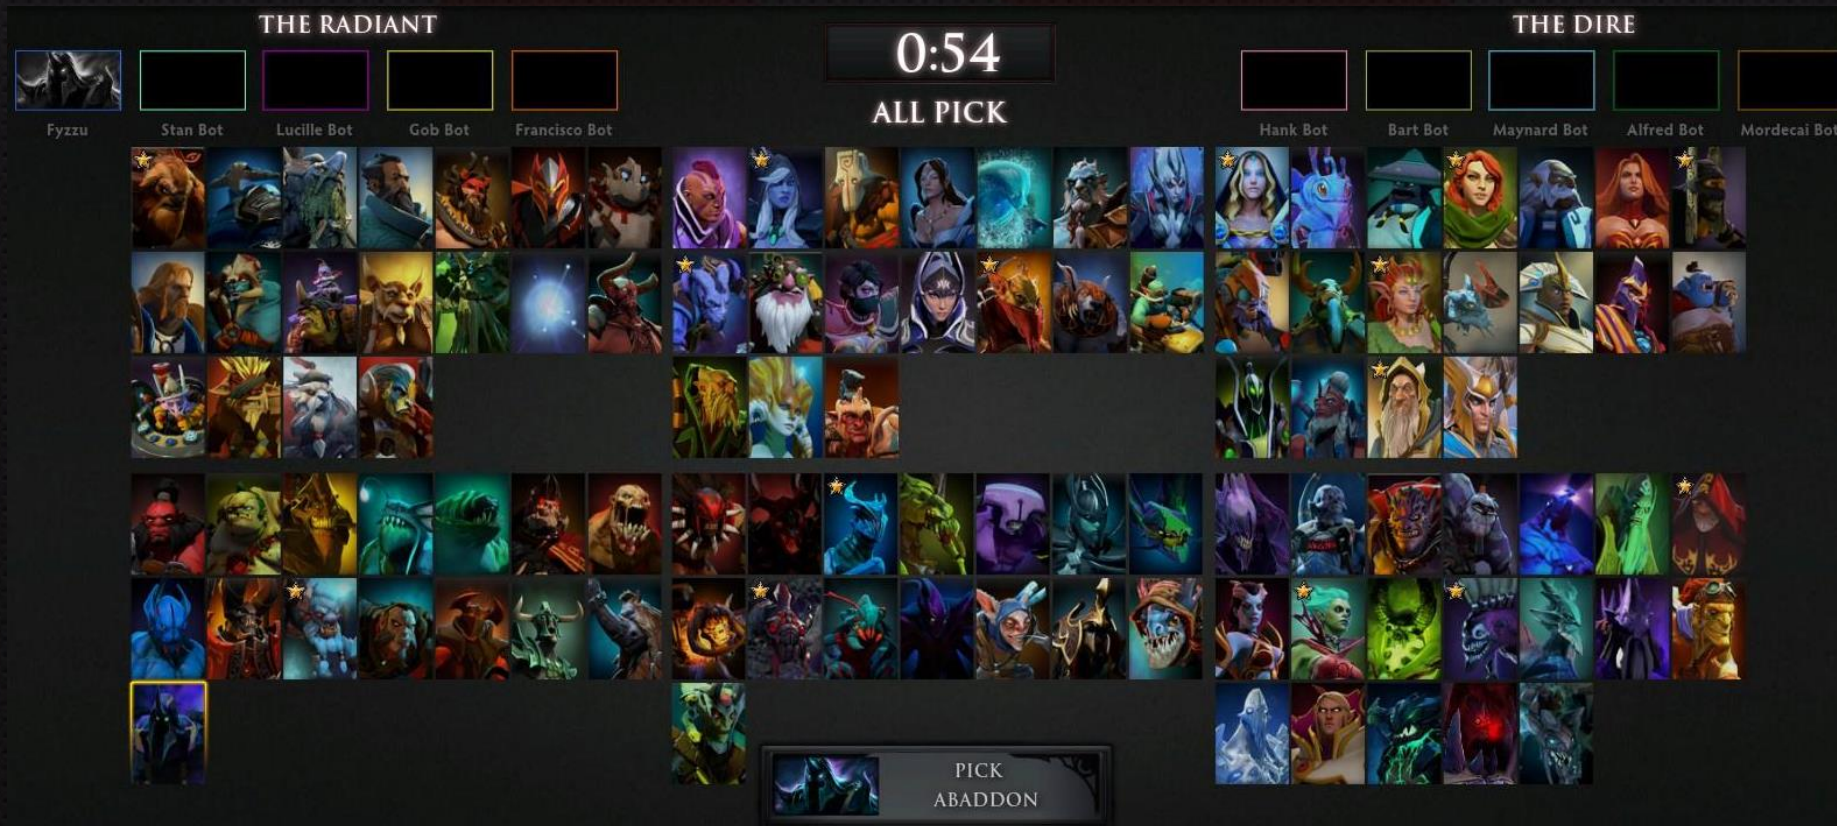 THE RADIANT
0:54
THE DIRE
ALL PICK
Fyzzu
Stan Bot
Lucille Bot
Gob Bot
Francisco Bot
Hank Bot
Bart Bot
Maynard Bot
Alfred Bot
Mordecai Bot
PICK
ABADDON